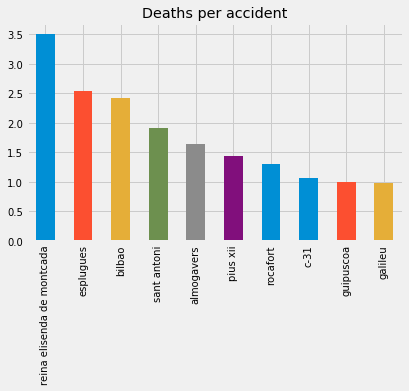 Deaths per accident
3.5
3.0
2.5
2.0
1.5
1.0
0.5
0.0
reina elisenda de montcada
esplugues
bilbao
sant antoni
almogavers
pius xii
rocafort
c-31
guipuscoa
galileu